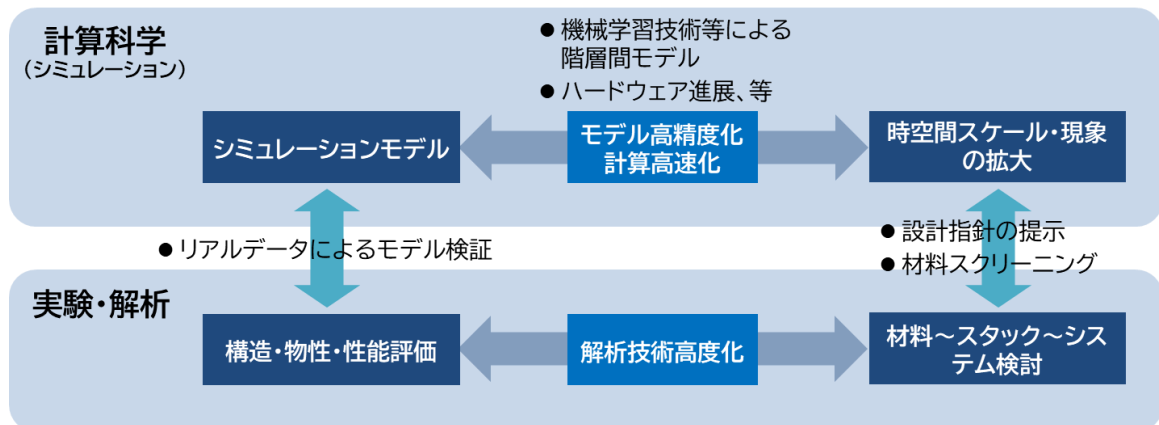 計算科学
(シミュレーション)
● 機械学習技術等による
階層間モデル
● ハードウェア進展、等
シミュレーションモデル
モデル高精度化
計算高速化
時空間スケール・現象
の拡大
● リアルデータによるモデル検証
● 設計指針の提示
● 材料スクリーニング
実験・解析
構造・物性・性能評価
解析技術高度化
材料～スタック～シス
テム検討